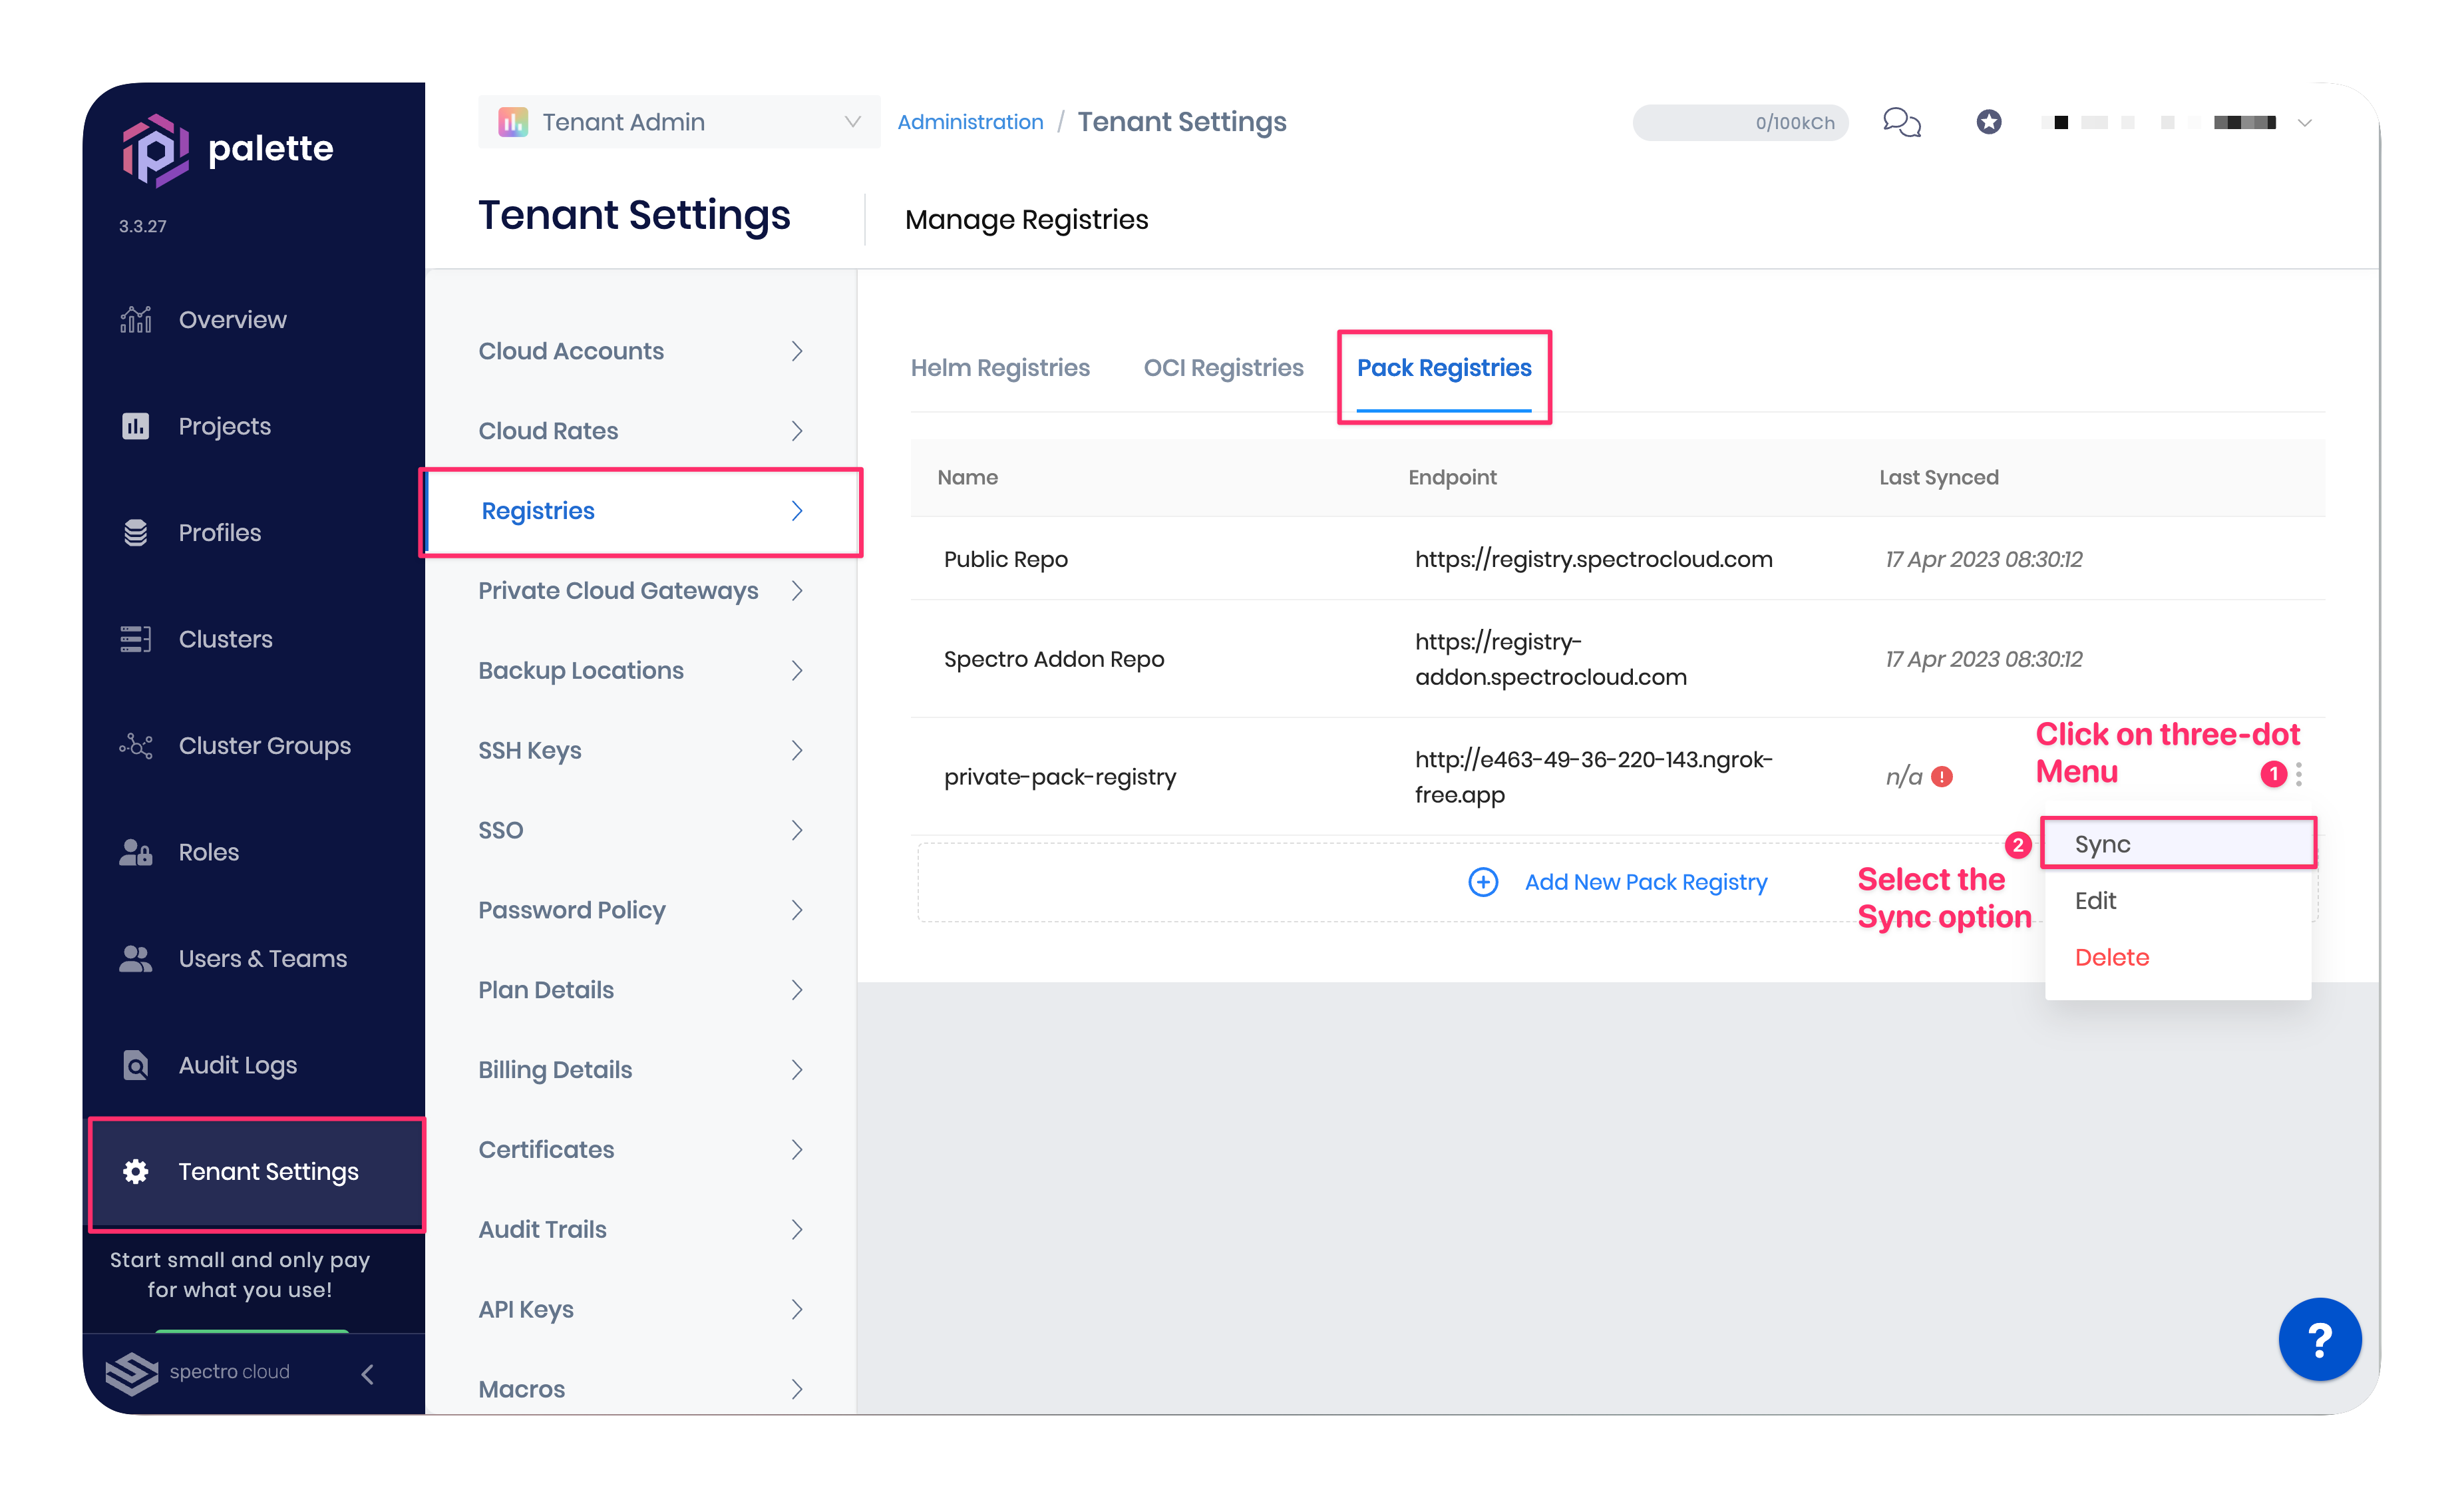 palette
3.3.27
Overview
Projects
Profiles
Clusters
Cluster Groups
Roles
Users & Teams
Audit Logs
Tenant Settings
Start small and only pay
for what you use!
spectro cloud
Tenant Admin
Administration / Tenant Settings
0/100kCh
Tenant Settings
Manage Registries
Cloud Accounts
Cloud Rates
Registries
Private Cloud Gateways
Backup Locations
SSH Keys
SSO
Password Policy
Plan Details
Billing Details
Certificates
Audit Trails
API Keys
Macros
Helm Registries
OCI Registries
Pack Registries
Name
Endpoint
Last Synced
Public Repo
https://registry.spectrocloud.com
17 Apr 2023 08:30:12
Spectro Addon Repo
https://registry-
addon.spectrocloud.com
17 Apr 2023 08:30:12
private-pack-registry
http://e463-49-36-220-143.ngrok-
free.app
n/a
!
Click on three-dot
Menu
1
2
Sync
Select the
Sync option
Edit
Delete
Add New Pack Registry
?